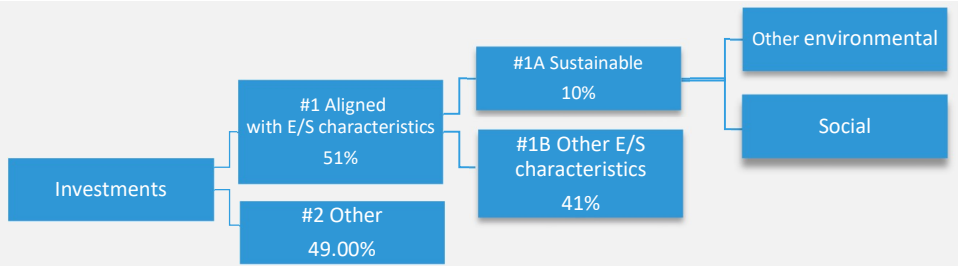 Investments
#1 Aligned
with E/S characteristics
51%
#2 Other
49.00%
#1A Sustainable
10%
#1B Other E/S
characteristics
41%
Other environmental
Social